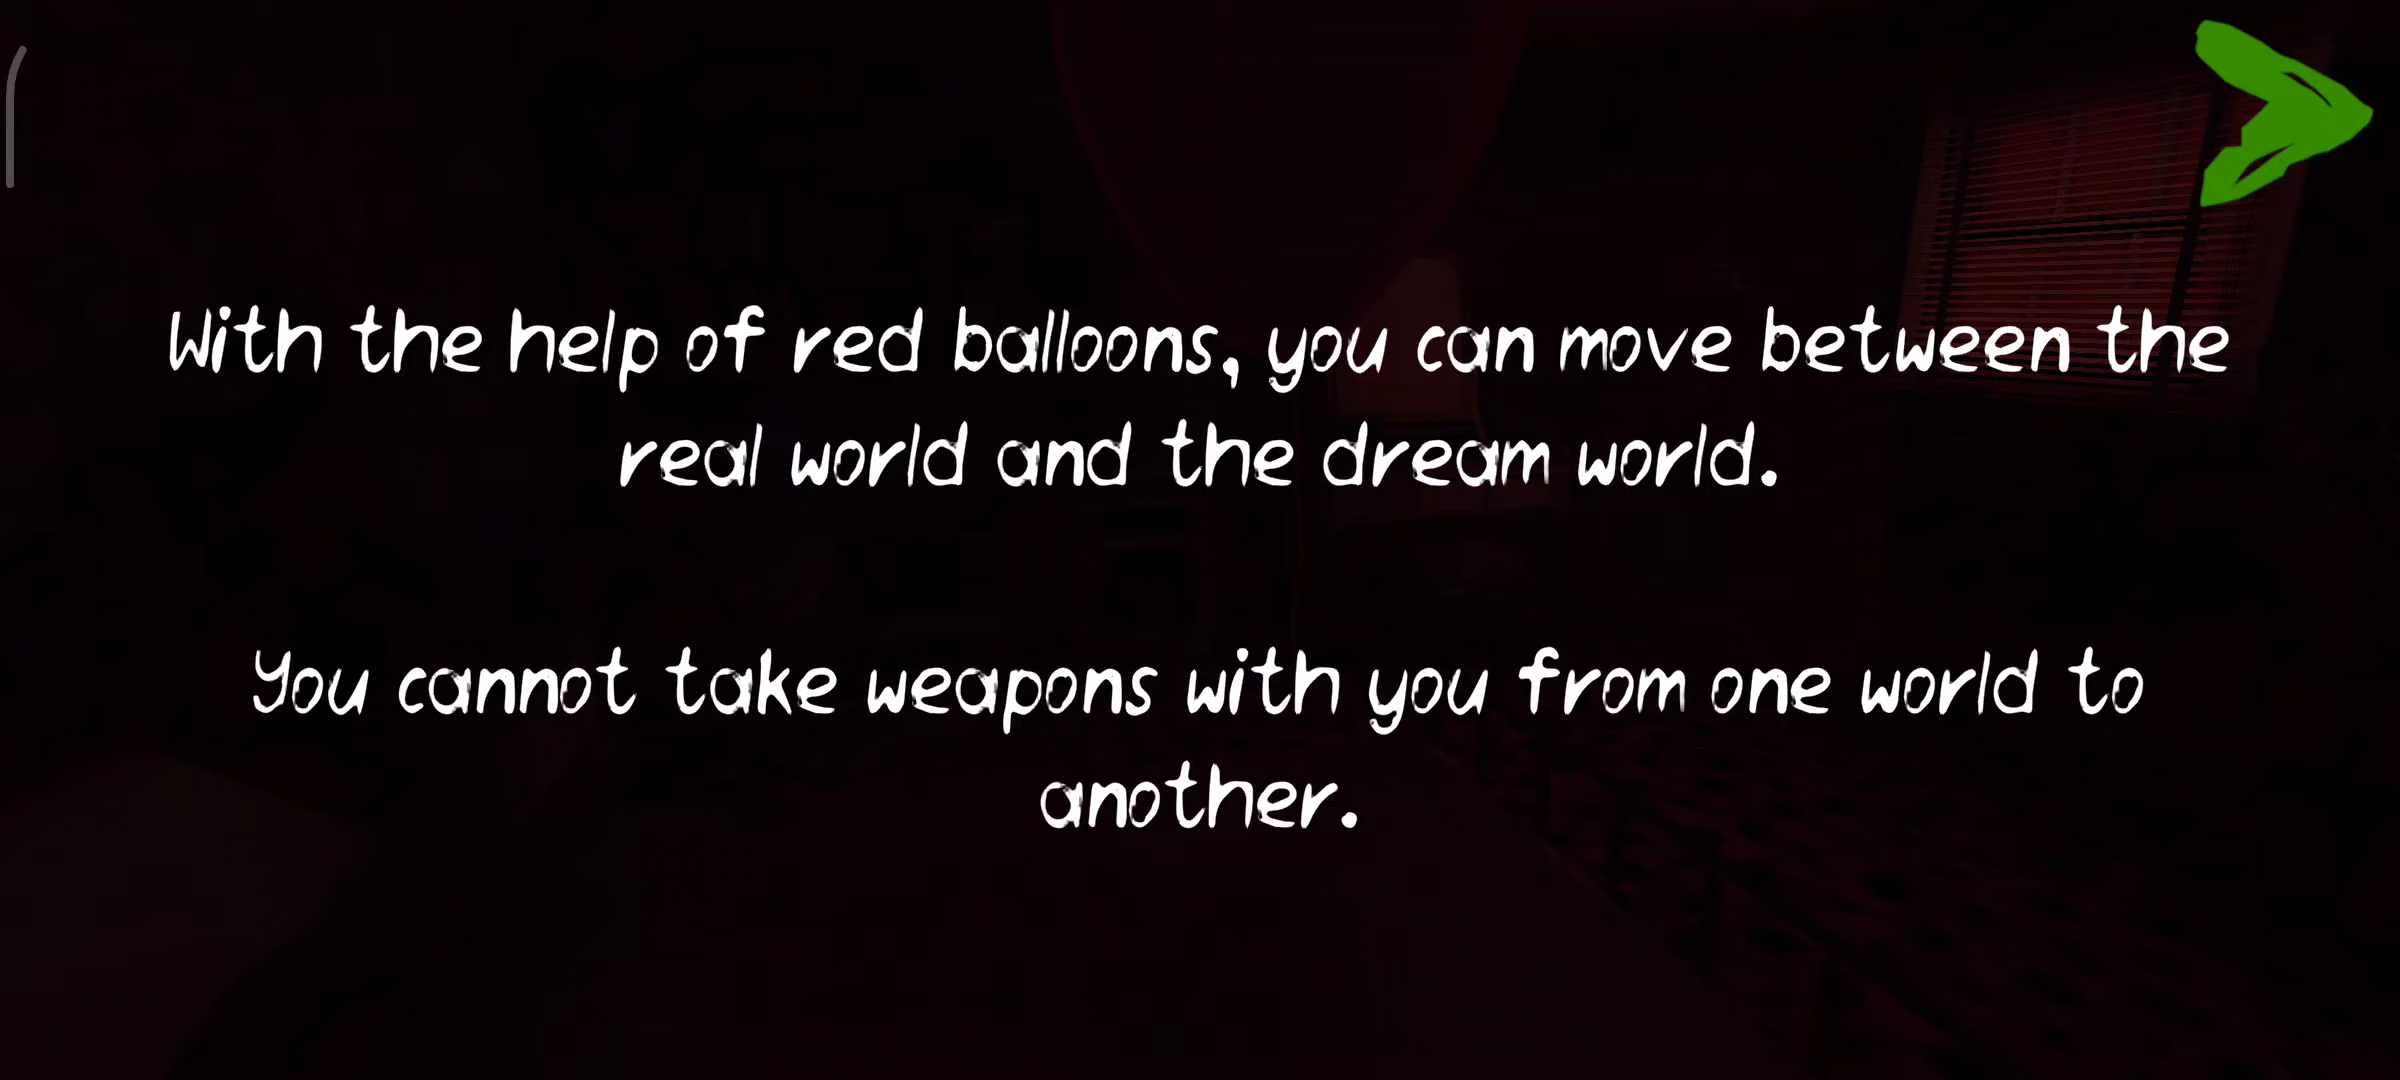 With the help of red balloons, you can move between the
real world and the dream world.
You cannot take weapons with you from one world to
another.